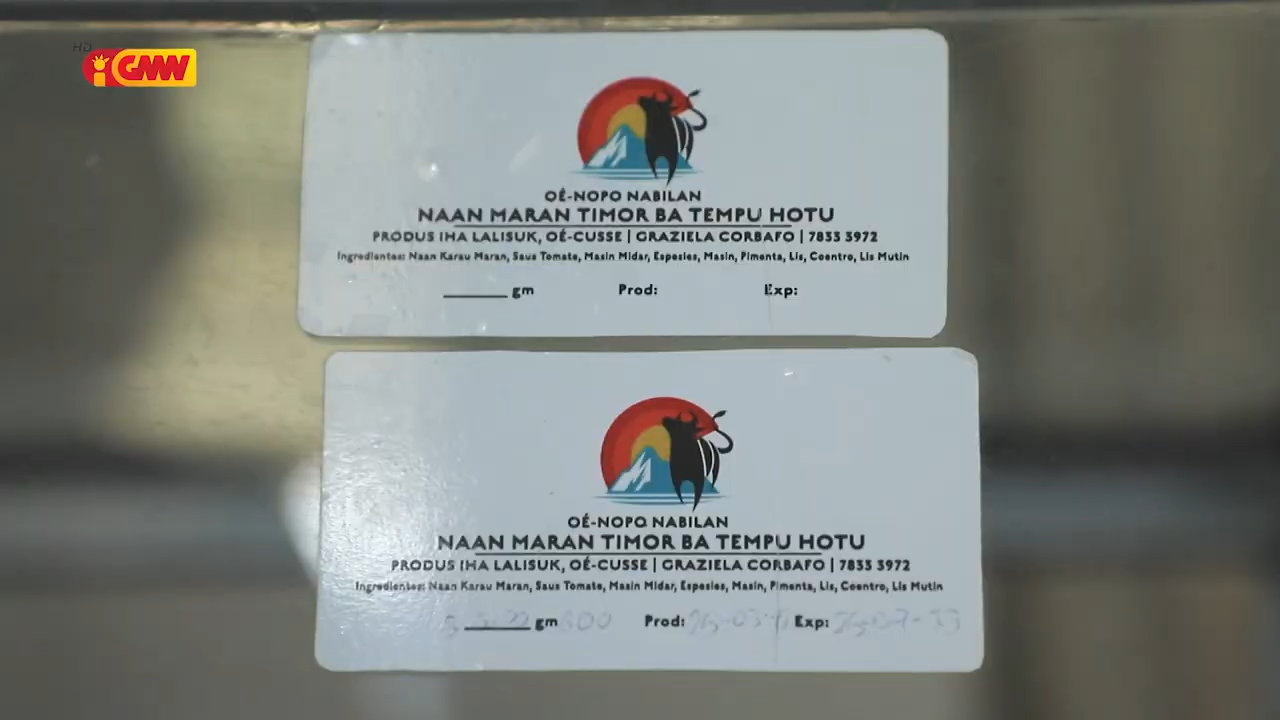 HD
GMN
OÉ-NOPO NABILAN
NAAN MARAN TIMOR BA TEMPU HOTU
PRODUS IHA LALISUK, OÉ-CUSSE | GRAZIELA CORBAFO | 7833 3972
Ingredientes: Naan Karau Maran, Saus Tomate, Masin Midar, Espesies, Masin, Pimenta, Lis, Coentro, Lis Mutin
______ gm Prod: Exp:
OÉ-NOPO NABILAN
NAAN MARAN TIMOR BA TEMPU HOTU
PRODUS IHA LALISUK, OÉ-CUSSE | GRAZIELA CORBAFO | 7833 3972
Ingredientes: Naan Karau Maran, Saus Tomate, Masin Midar, Espesies, Masin, Pimenta, Lis, Coentro, Lis Mutin
______ gm Prod: Exp: